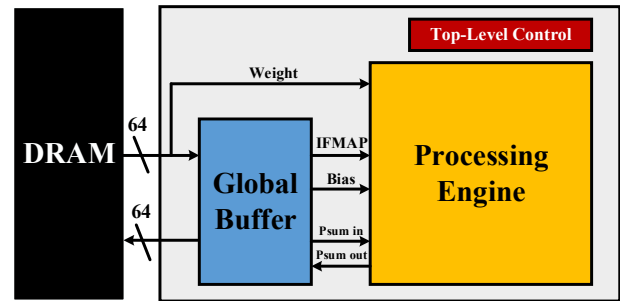 Top-Level Control
Weight
64
DRAM
Global
Buffer
IFMAP
Bias
Processing
Engine
64
Psum in
Psum out